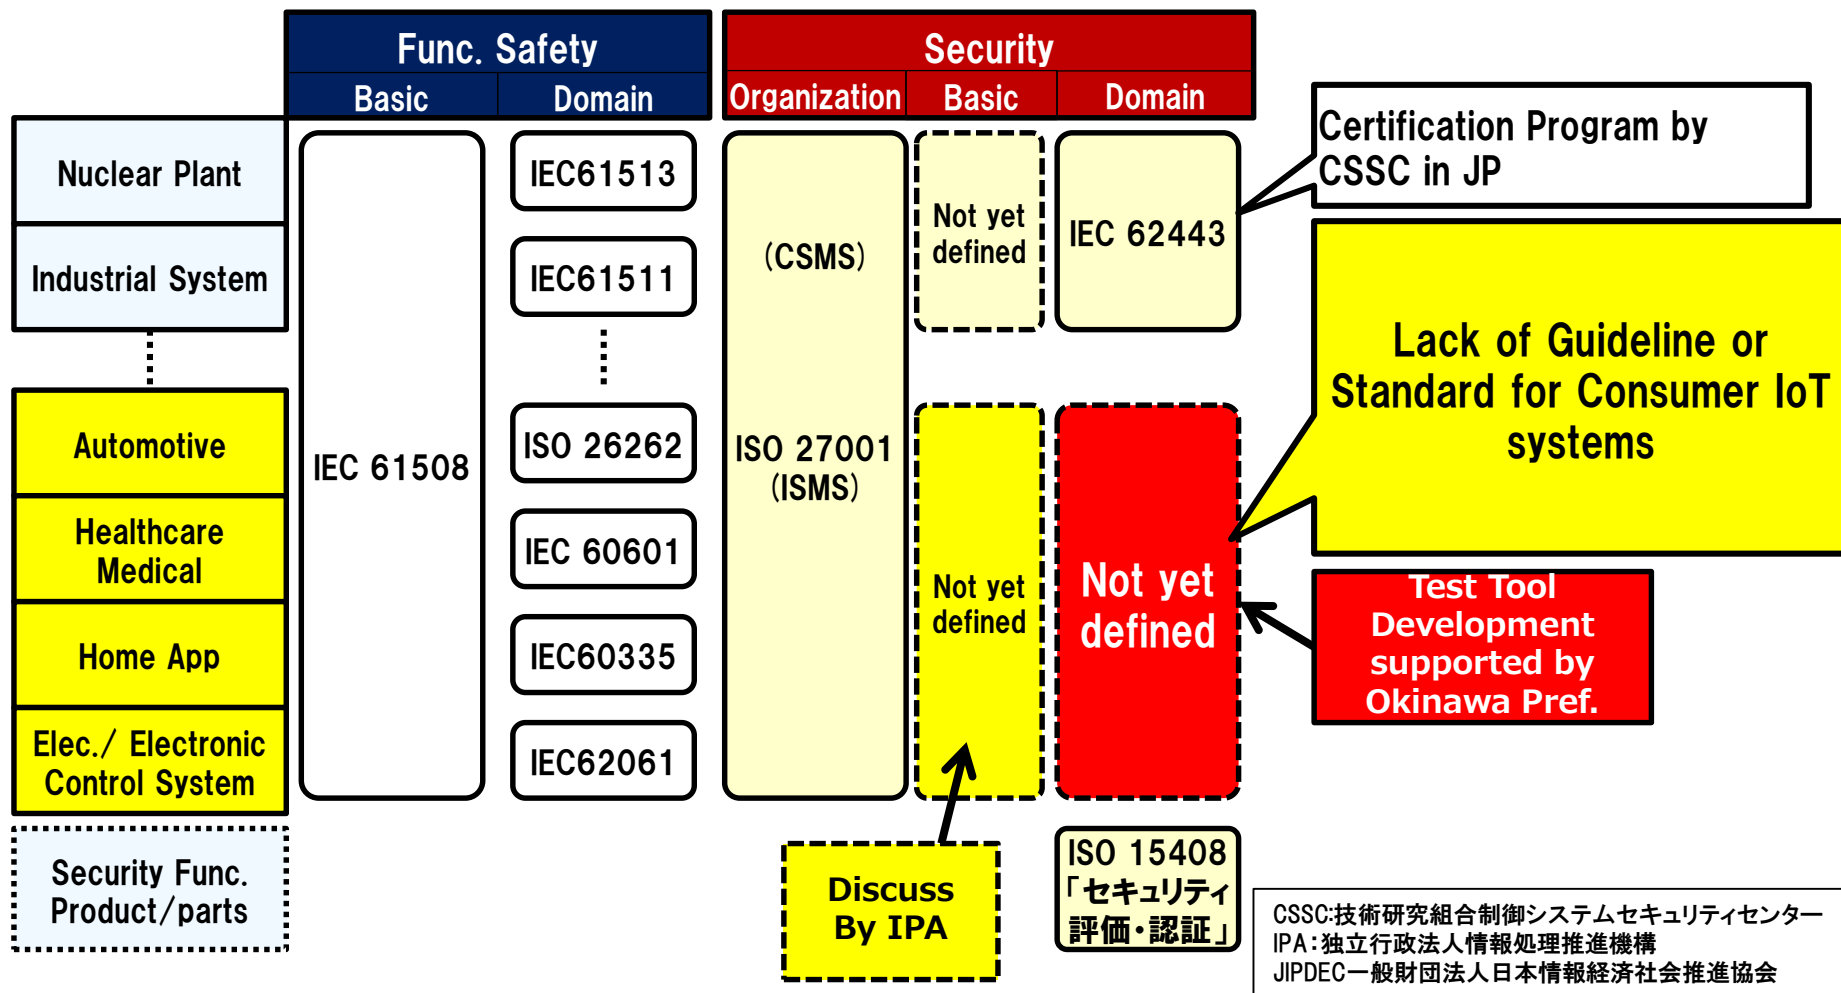 Func. Safety
Security
Basic
Domain
Organization
Basic
Domain
Nuclear Plant
Industrial System
Automotive
Healthcare
Medical
Home App
Elec./ Electronic
Control System
Security Func.
Product/parts
IEC 61508
IEC61513
IEC61511
ISO 26262
IEC 60601
IEC60335
IEC62061
(CSMS)
ISO 27001
(ISMS)
Not yet
defined
Not yet
defined
IEC 62443
Not yet
defined
ISO 15408
「セキュリティ
評価・認証」
Discuss
By IPA
Certification Program by
CSSC in JP
Lack of Guideline or
Standard for Consumer IoT
systems
Test Tool
Development
supported by
Okinawa Pref.
CSSC:技術研究組合制御システムセキュリティセンター
IPA：独立行政法人情報処理推進機構
JIPDEC一般財団法人日本情報経済社会推進協会